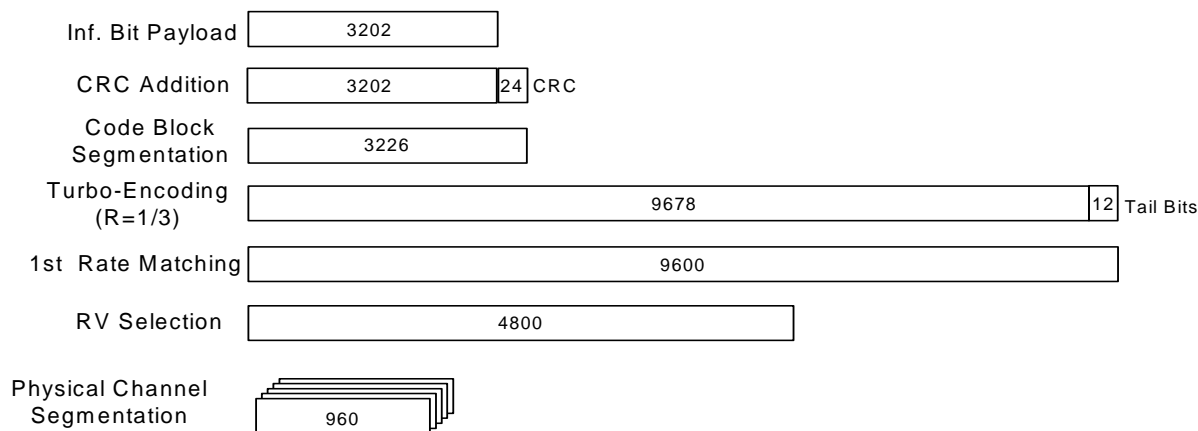 Inf. Bit Payload
3202
CRC Addition
3202
24
CRC
Code Block
Segmentation
3226
Turbo-Encoding
(R=1/3)
9678
12
Tail Bits
1st Rate Matching
9600
RV Selection
4800
Physical Channel
Segmentation
960